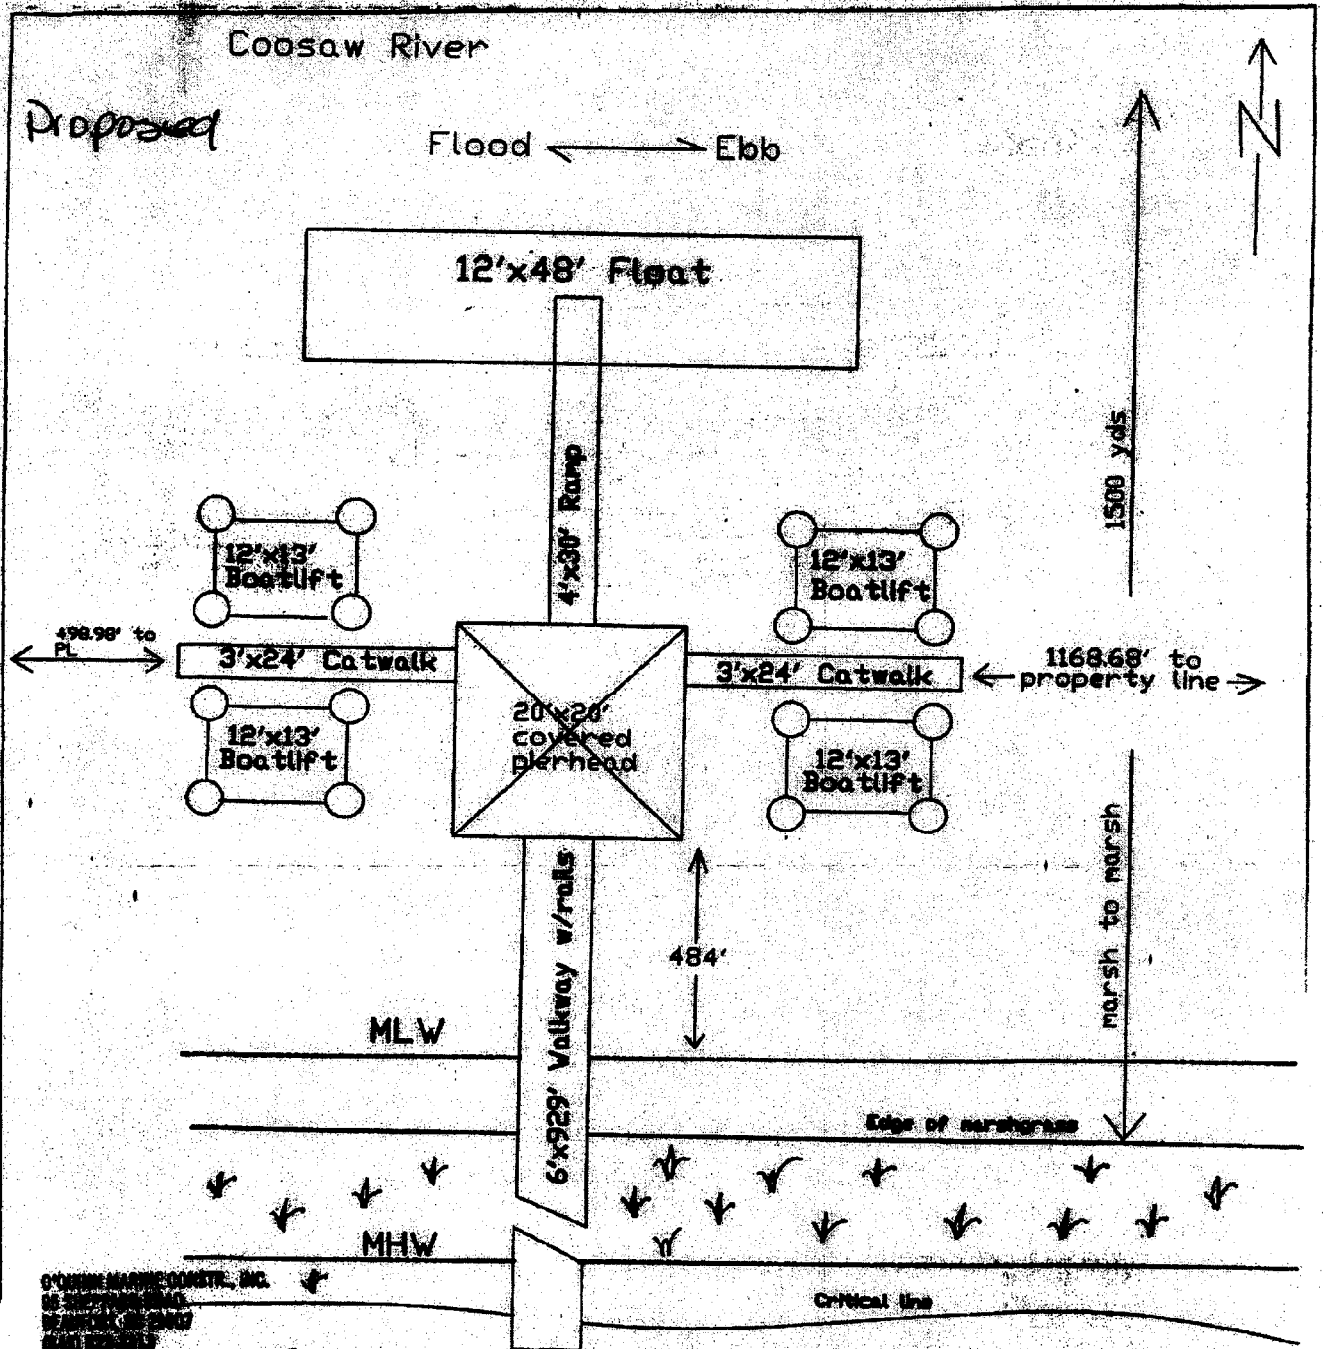 Coosaw River
Proposed
N
Flood
Ebb
12'x48' Float
4'x30' Ramp
1500 yds
12'x13'
Boatlift
12'x13'
Boatlift
498.98' to
PL
3'x24' Catwalk
3'x24' Catwalk
1168.68' to
property line
20'x20'
covered
pierhead
12'x13'
Boatlift
12'x13'
Boatlift
6'x929' Walkway w/rails
484'
marsh to marsh
MLW
Edge of marshgrass
MHW
Critical line
O'QUINN MARINE CONSTR., INC.